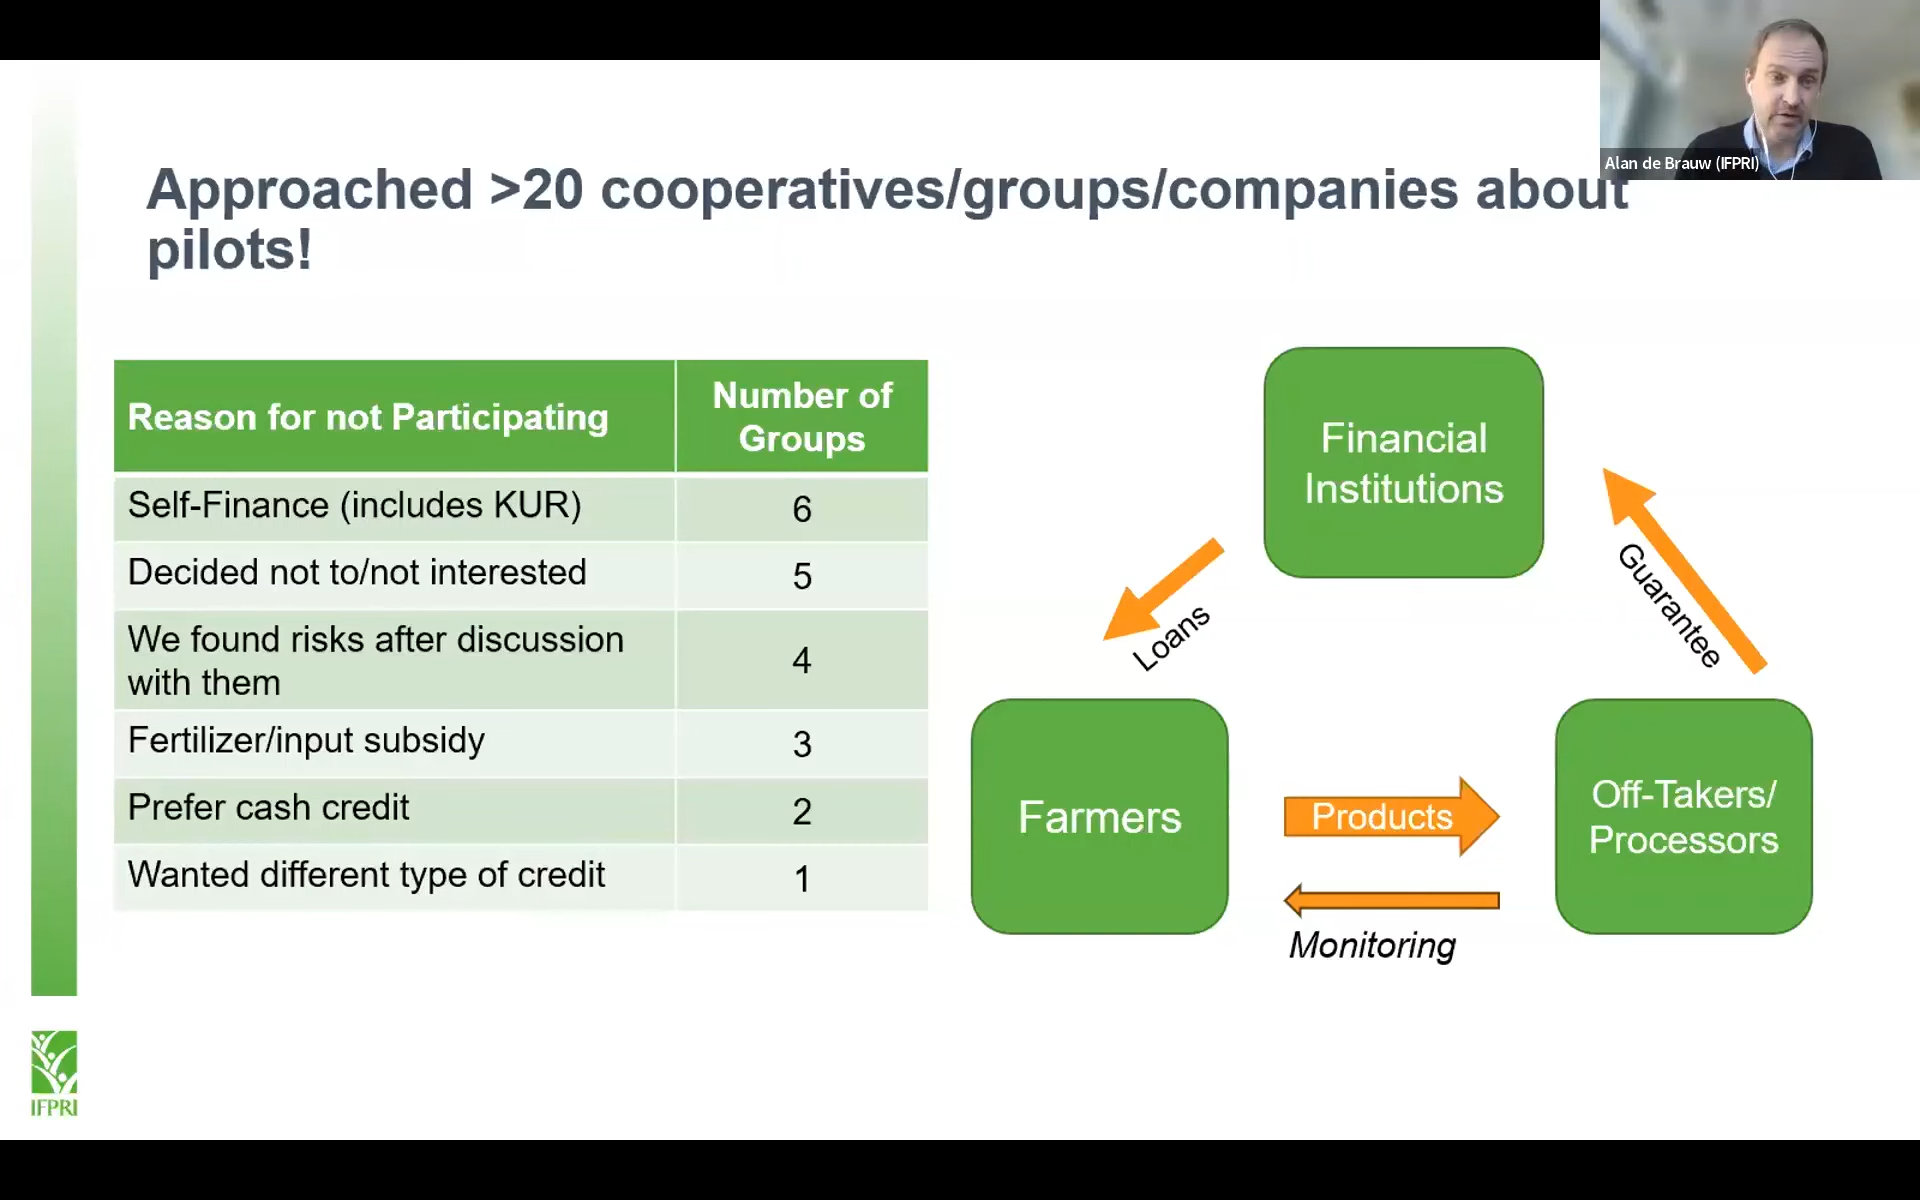 Alan de Brauw (IFPRI)
Approached >20 cooperatives/groups/companies about
pilots!
Reason for not Participating
Number of
Groups
Self-Finance (includes KUR)
6
Decided not to/not interested
5
We found risks after discussion
with them
4
Fertilizer/input subsidy
3
Prefer cash credit
2
Wanted different type of credit
1
Financial
Institutions
Loans
Guarantee
Farmers
Products
Monitoring
Off-Takers/
Processors
IFPRI